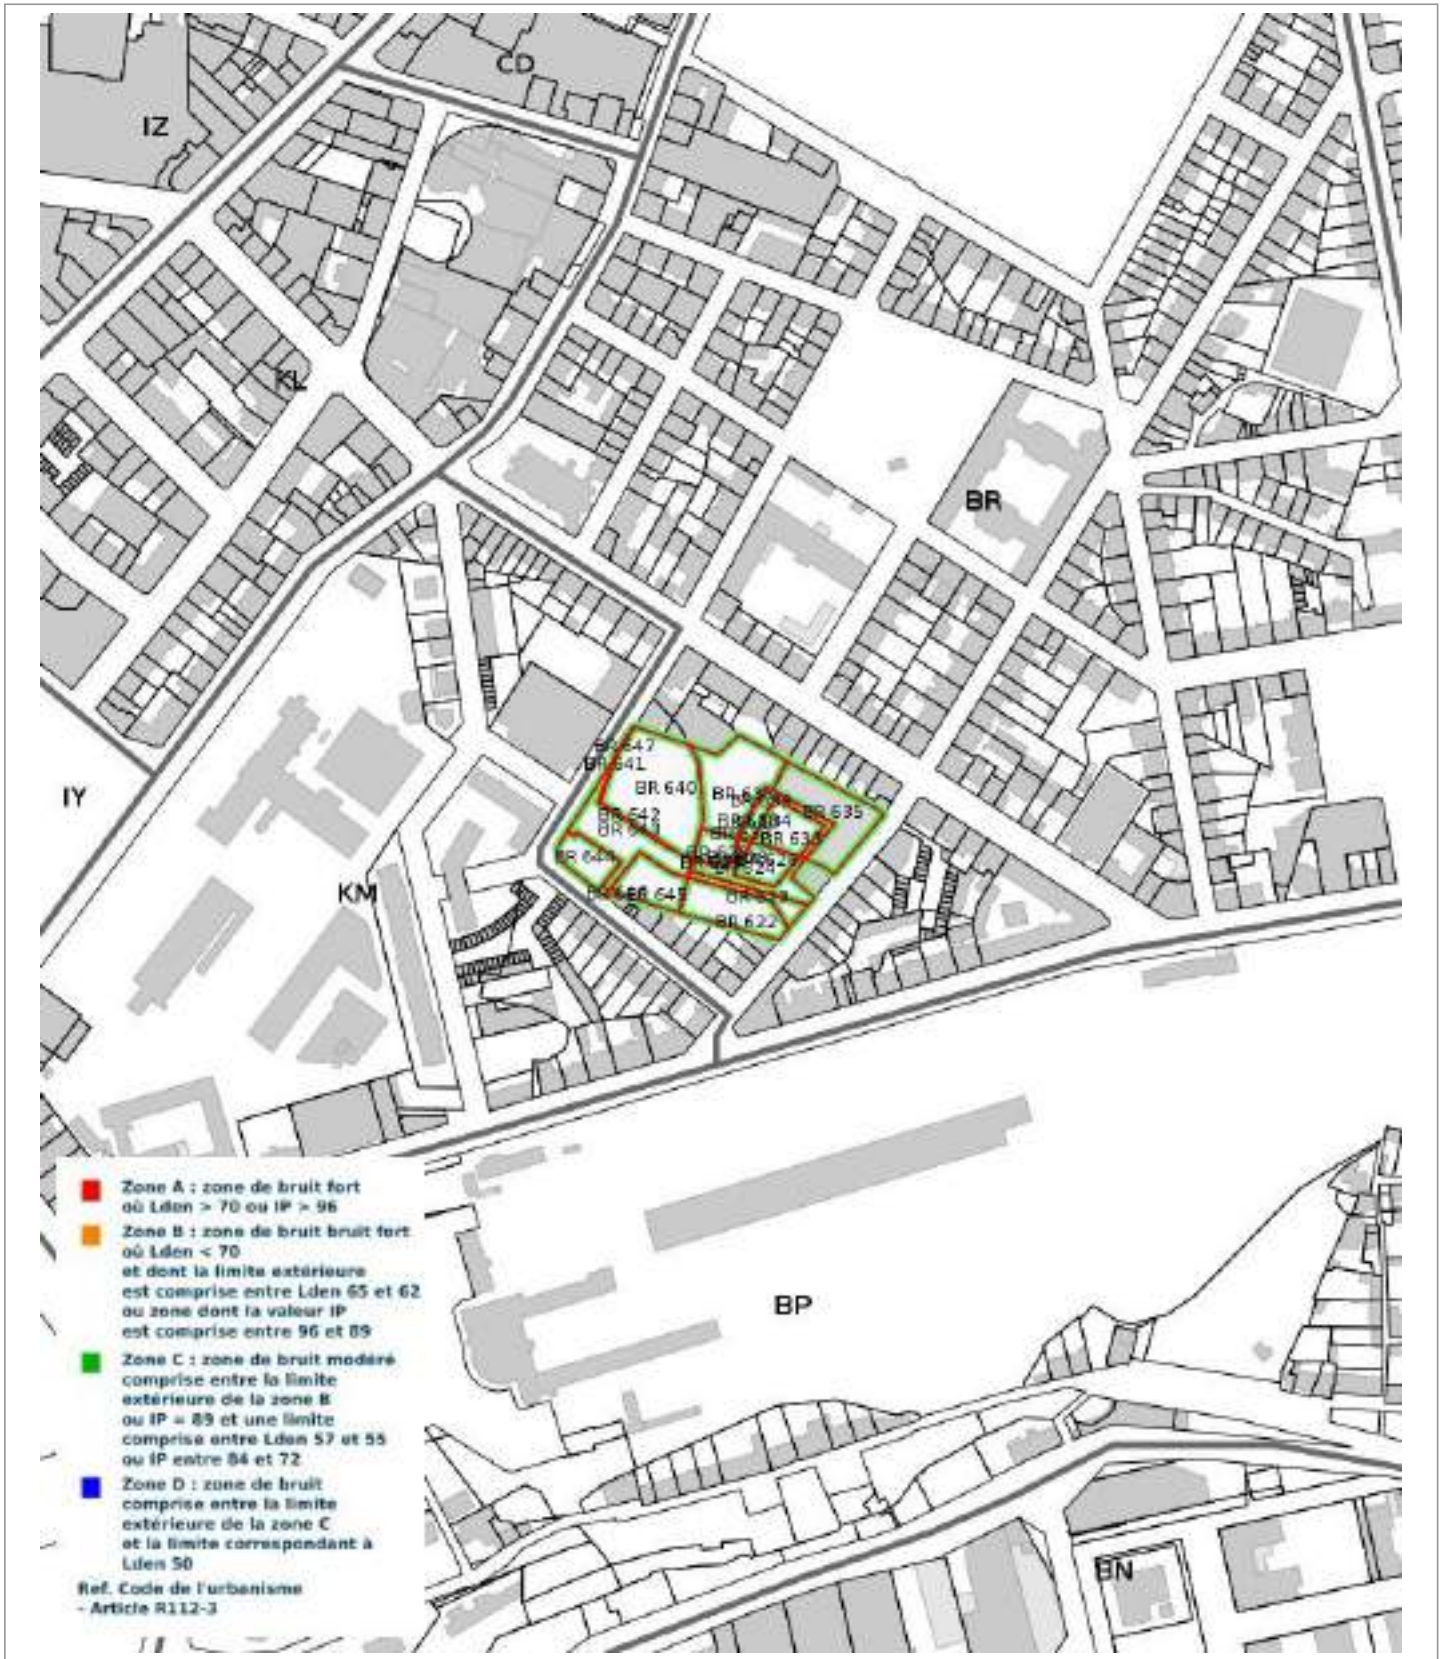 CD
IZ
KL
BR
BR 647
BR 641
BR 640
BR 635
BR 642
BR 644
BR 622
IY
KM
BP
BN
Zone A : zone de bruit fort
où Lden > 70 ou IP > 96
Zone B : zone de bruit bruit fort
où Lden < 70
et dont la limite extérieure
est comprise entre Lden 65 et 62
ou zone dont la valeur IP
est comprise entre 96 et 89
Zone C : zone de bruit modéré
comprise entre la limite
extérieure de la zone B
ou IP = 89 et une limite
comprise entre Lden 57 et 55
ou IP entre 84 et 72
Zone D : zone de bruit
comprise entre la limite
extérieure de la zone C
et la limite correspondant à
Lden 50
Ref. Code de l'urbanisme
- Article R112-3